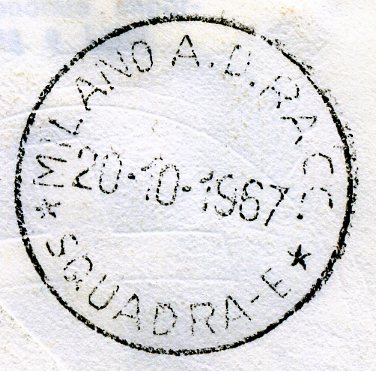 *MILANO A.D. RACC.
20-10-1967
SQUADRA-E*